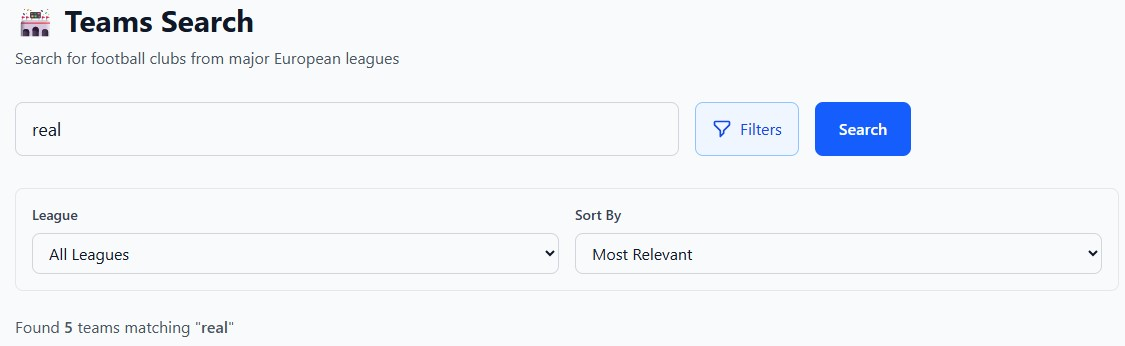 Teams Search
Search for football clubs from major European leagues
real Filters Search
League Sort By
All Leagues Most Relevant
Found 5 teams matching "real"